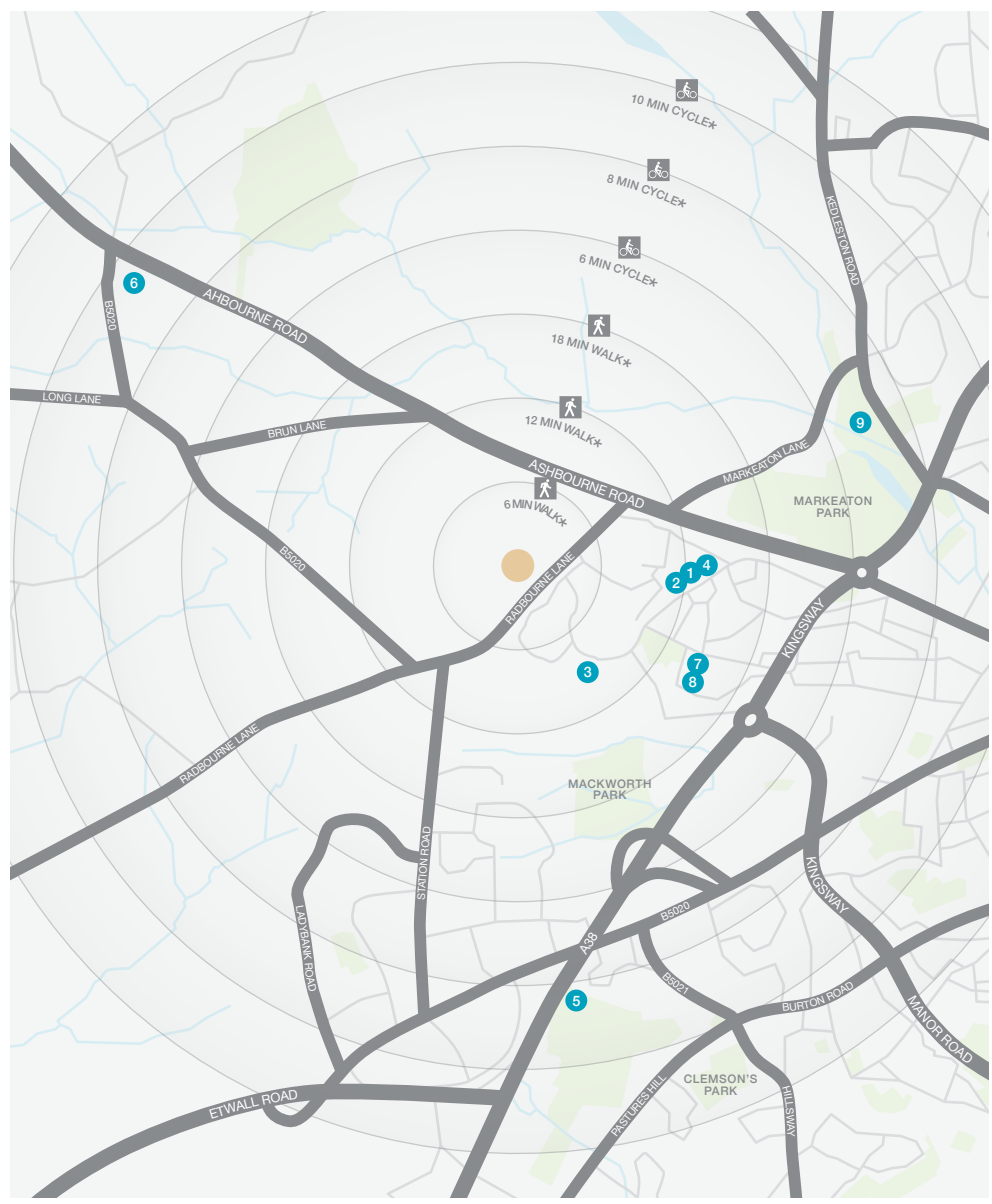 10 MIN CYCLE*
8 MIN CYCLE*
KEDLESTON ROAD
6 MIN CYCLE*
6
AHBOURNE ROAD
B5020
18 MIN WALK*
LONG LANE
BRUN LANE
12 MIN WALK*
9
MARKEATON LANE
ASHBOURNE ROAD
MARKEATON
PARK
6 MIN WALK*
B5020
RADBOURNE LANE
4
1
2
KINGSWAY
3
7
8
RADBOURNE LANE
MACKWORTH
PARK
STATION ROAD
KINGSWAY
LADYBANK ROAD
B5020
A38
B5021
5
BURTON ROAD
MANOR ROAD
CLEMSON'S
PARK
ETWALL ROAD
PASTURES HILL
HILLSWAY